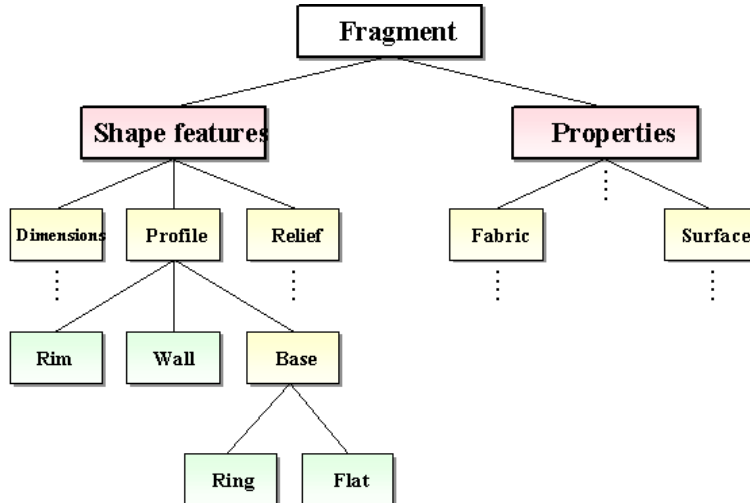 Fragment
Shape features
Properties
Dimensions
Profile
Relief
Fabric
Surface
Rim
Wall
Base
Ring
Flat